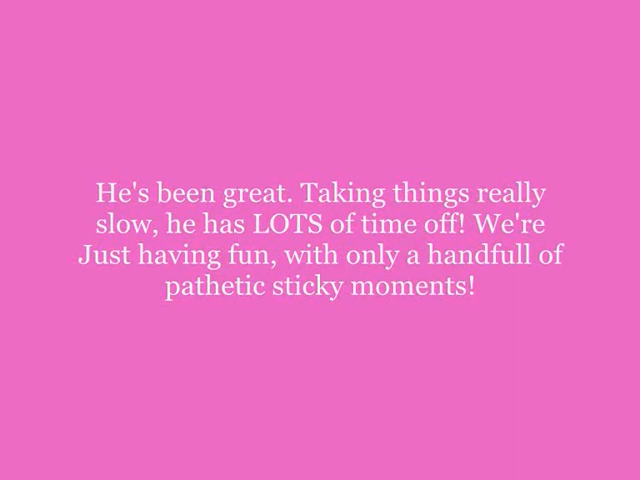 He's been great. Taking things really
slow, he has LOTS of time off! We're
Just having fun, with only a handfull of
pathetic sticky moments!